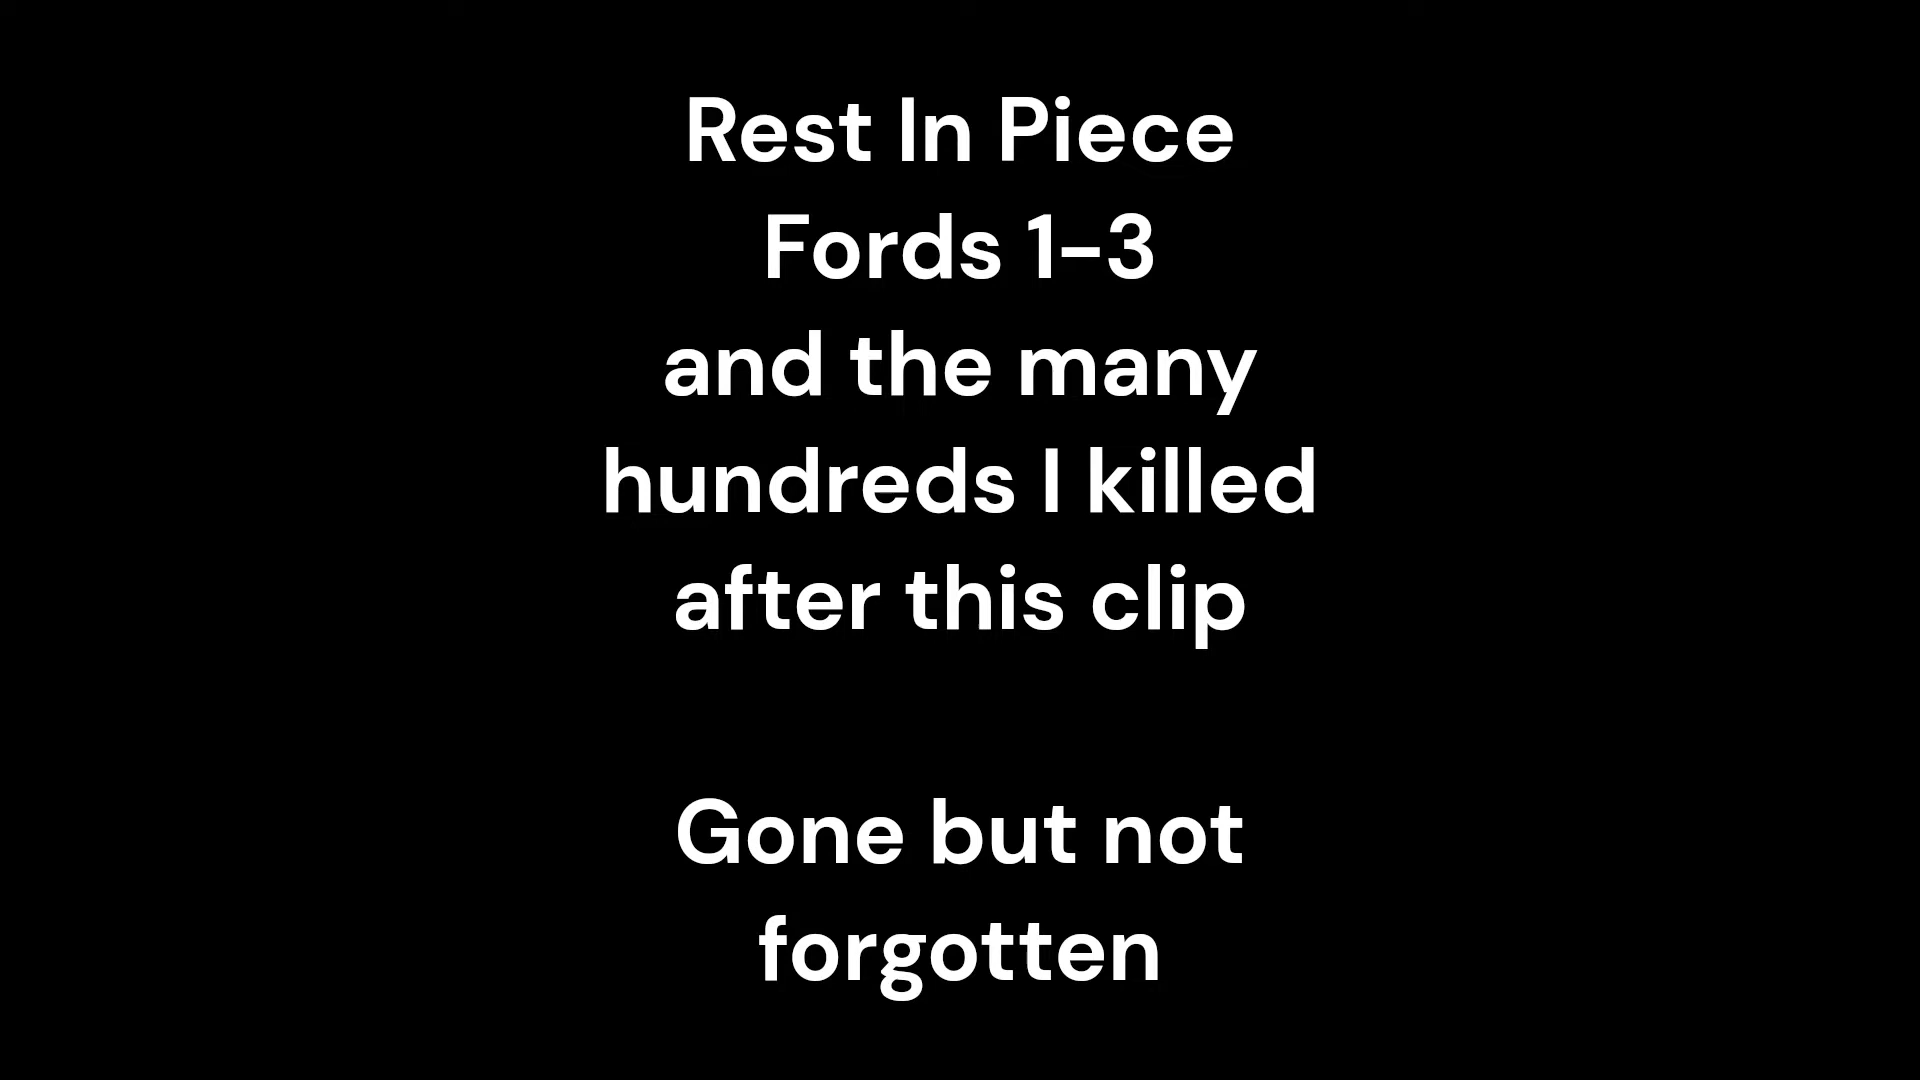 Rest In Piece
Fords 1-3
and the many
hundreds I killed
after this clip
Gone but not
forgotten